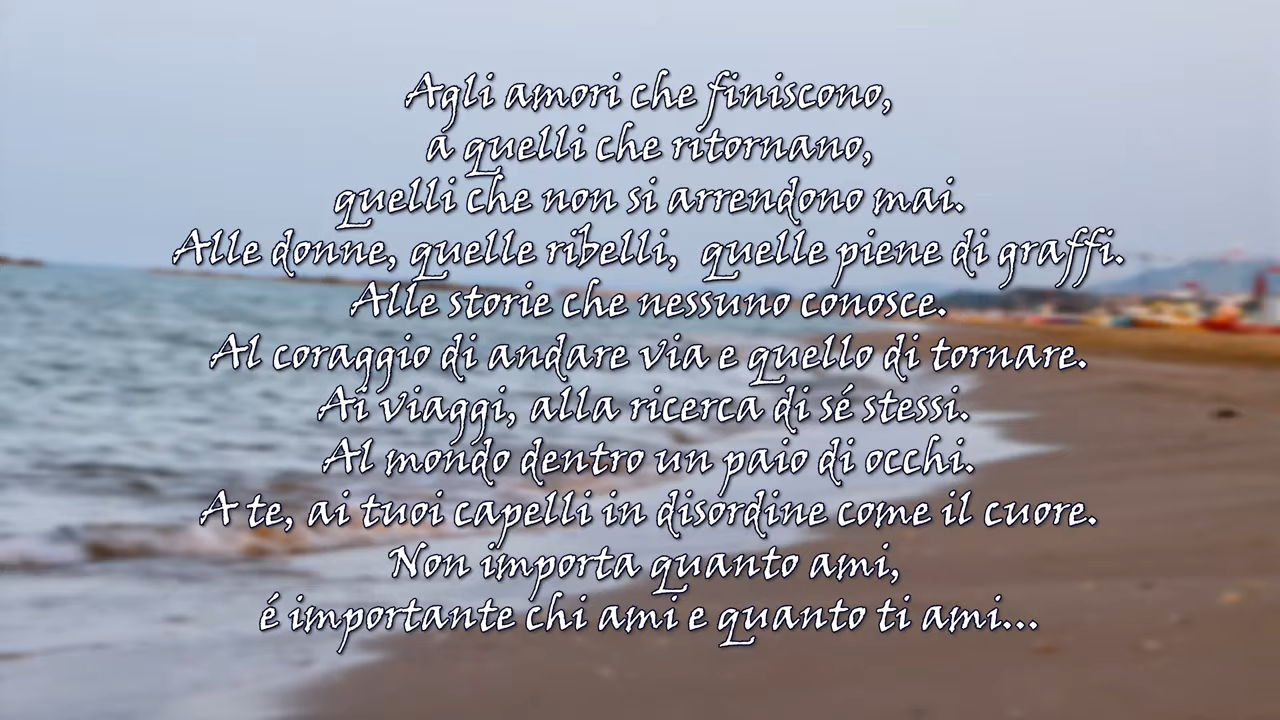 Agli amori che finiscono,
a quelli che ritornano,
quelli che non si arrendono mai.
Alle donne, quelle ribelli, quelle piene di graffi.
Alle storie che nessuno conosce.
Al coraggio di andare via e quello di tornare.
Ai viaggi, alla ricerca di sé stessi.
Al mondo dentro un paio di occhi.
A te, ai tuoi capelli in disordine come il cuore.
Non importa quanto ami,
é importante chi ami e quanto ti ami...